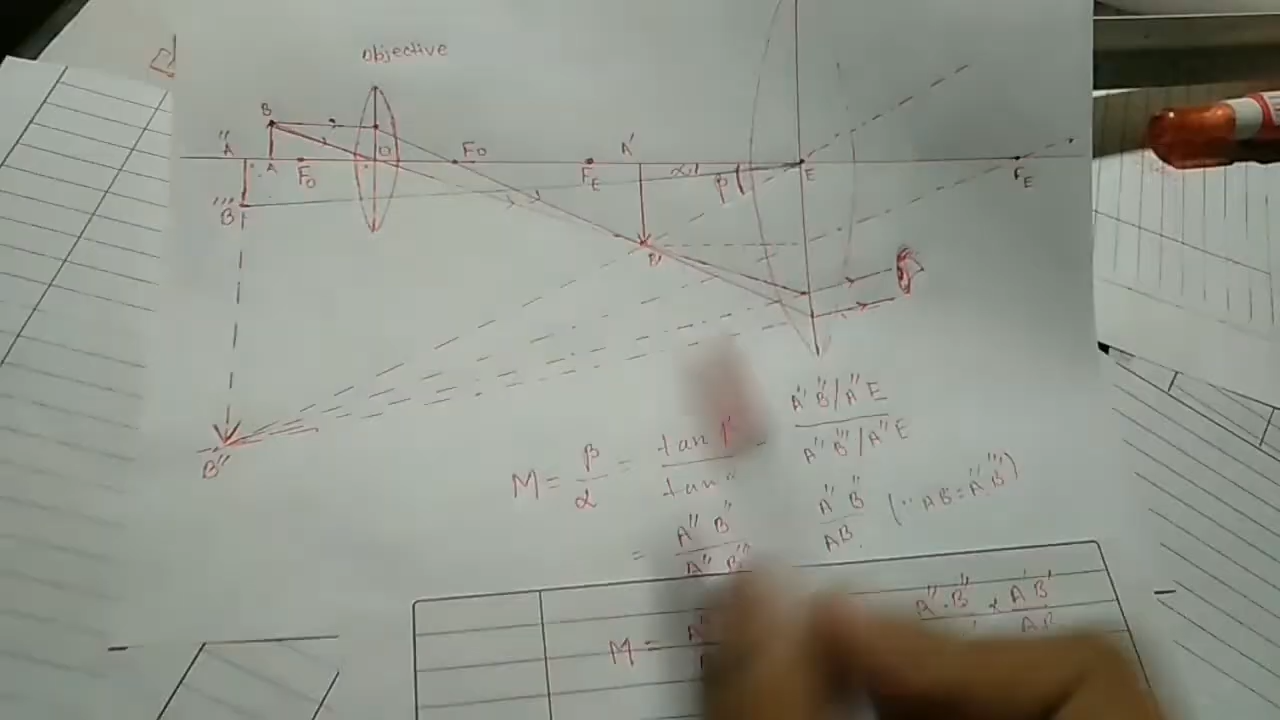 Objective
B
A'' A F₀ O F₀ F_E A' α β E F_E
B'''
B'
B''
M = β/α = tan β/tan α = (A''B''/A''E)/(A''B'''/A''E)
= A''B''/A''B''' A''B''/AB (∵ AB = A''B''')
M = A''B'' × A'B'/AB